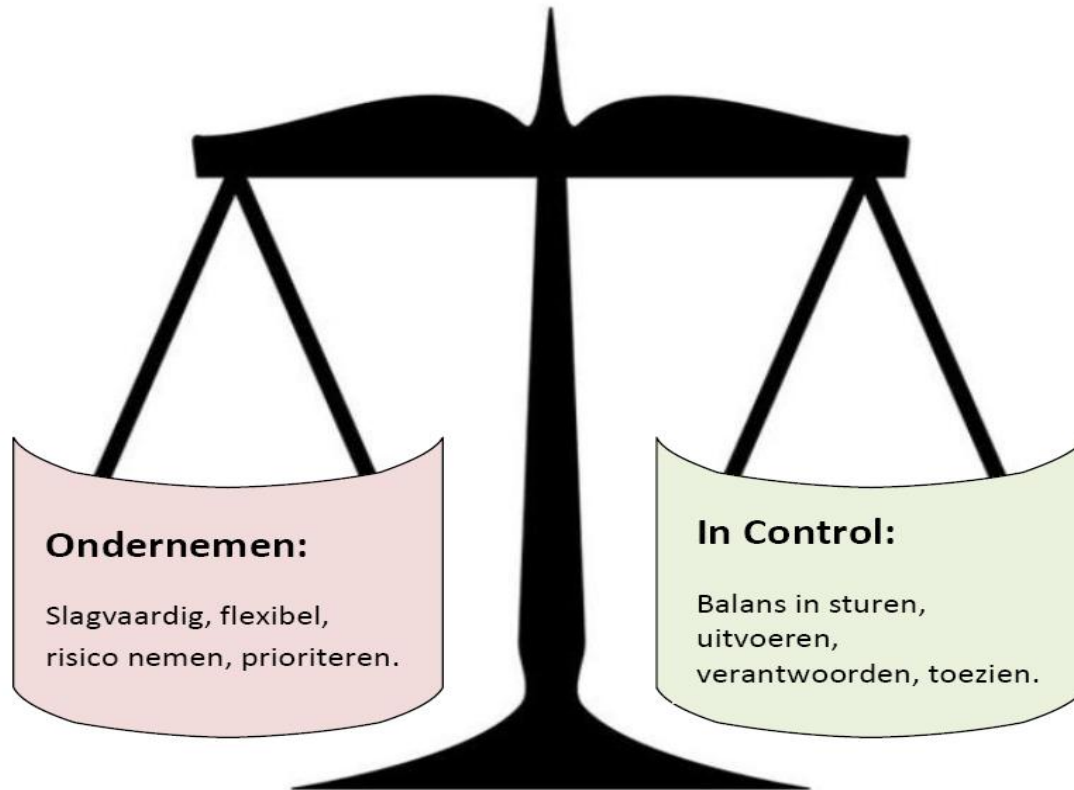 Ondernemen:
Slagvaardig, flexibel,
risico nemen, prioriteren.
In Control:
Balans in sturen,
uitvoeren,
verantwoorden, toezien.